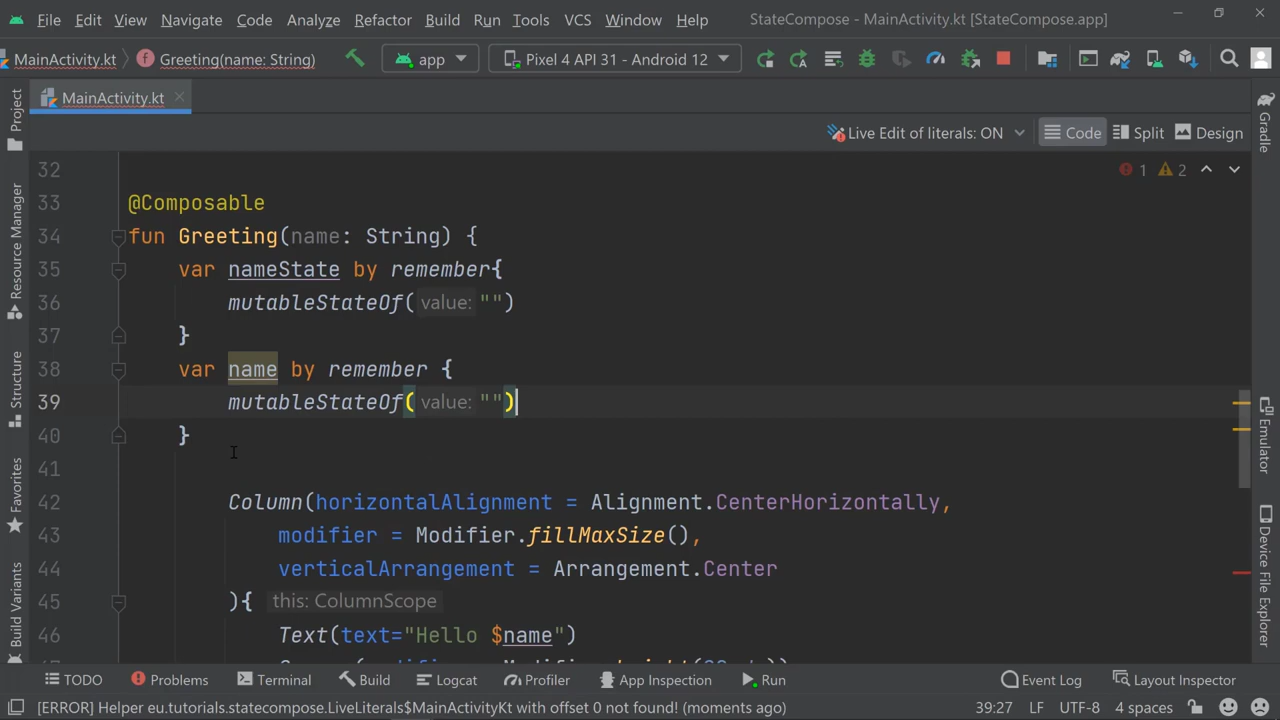 File Edit View Navigate Code Analyze Refactor Build Run Tools VCS Window Help StateCompose - MainActivity.kt [StateCompose.app]
MainActivity.kt Greeting(name: String) app Pixel 4 API 31 - Android 12
MainActivity.kt
Live Edit of literals: ON Code Split Design
1 2
32
33 @Composable
34 fun Greeting(name: String) {
35 var nameState by remember{
36 mutableStateOf( value: "")
37 }
38 var name by remember {
39 mutableStateOf( value: "")
40 }
41
42 Column(horizontalAlignment = Alignment.CenterHorizontally,
43 modifier = Modifier.fillMaxSize(),
44 verticalArrangement = Arrangement.Center
45 ){ this: ColumnScope
46 Text(text="Hello $name")
Project
Resource Manager
Structure
Favorites
Build Variants
Gradle
Emulator
Device File Explorer
TODO Problems Terminal Build Logcat Profiler App Inspection Run Event Log Layout Inspector
[ERROR] Helper eu.tutorials.statecompose.LiveLiterals$MainActivityKt with offset 0 not found! (moments ago) 39:27 LF UTF-8 4 spaces